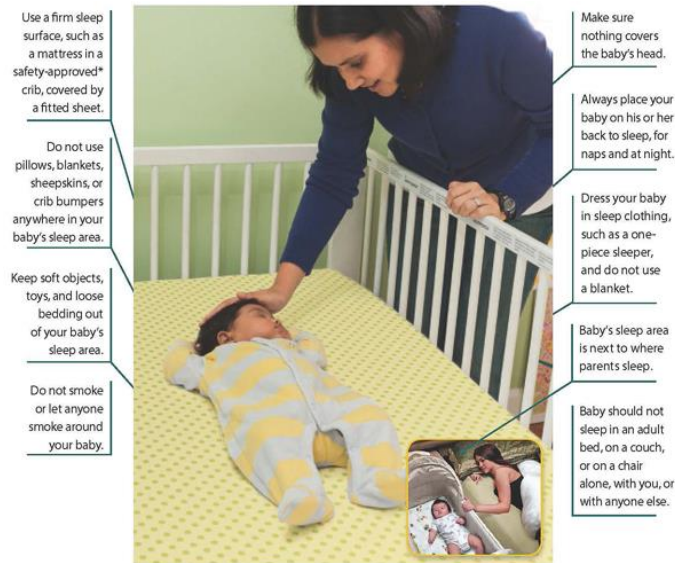 Use a firm sleep
surface, such as
a mattress in a
safety-approved*
crib, covered by
a fitted sheet.
Do not use
pillows, blankets,
sheepskins, or
crib bumpers
anywhere in your
baby's sleep area.
Keep soft objects,
toys, and loose
bedding out
of your baby's
sleep area.
Do not smoke
or let anyone
smoke around
your baby.
Make sure
nothing covers
the baby's head.
Always place your
baby on his or her
back to sleep, for
naps and at night.
Dress your baby
in sleep clothing,
such as a one-
piece sleeper,
and do not use
a blanket.
Baby's sleep area
is next to where
parents sleep.
Baby should not
sleep in an adult
bed, on a couch,
or on a chair
alone, with you, or
with anyone else.